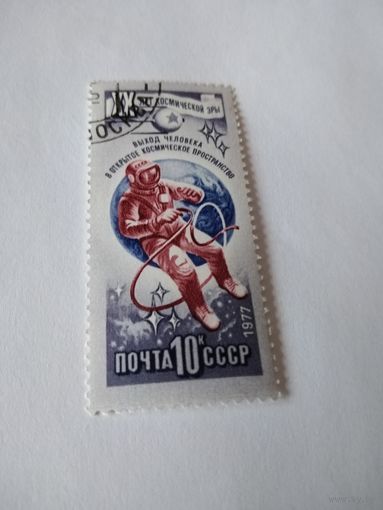 XX ЛЕТ КОСМИЧЕСКОЙ ЭРЫ
ВЫХОД ЧЕЛОВЕКА
В ОТКРЫТОЕ КОСМИЧЕСКОЕ ПРОСТРАНСТВО
1977
ПОЧТА 10К СССР